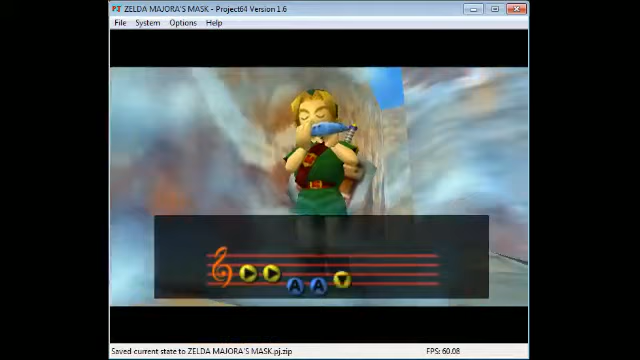 ZELDA MAJORA'S MASK - Project64 Version 1.6
File System Options Help
A A
Saved current state to ZELDA MAJORA'S MASK.pj.zip FPS: 60.08